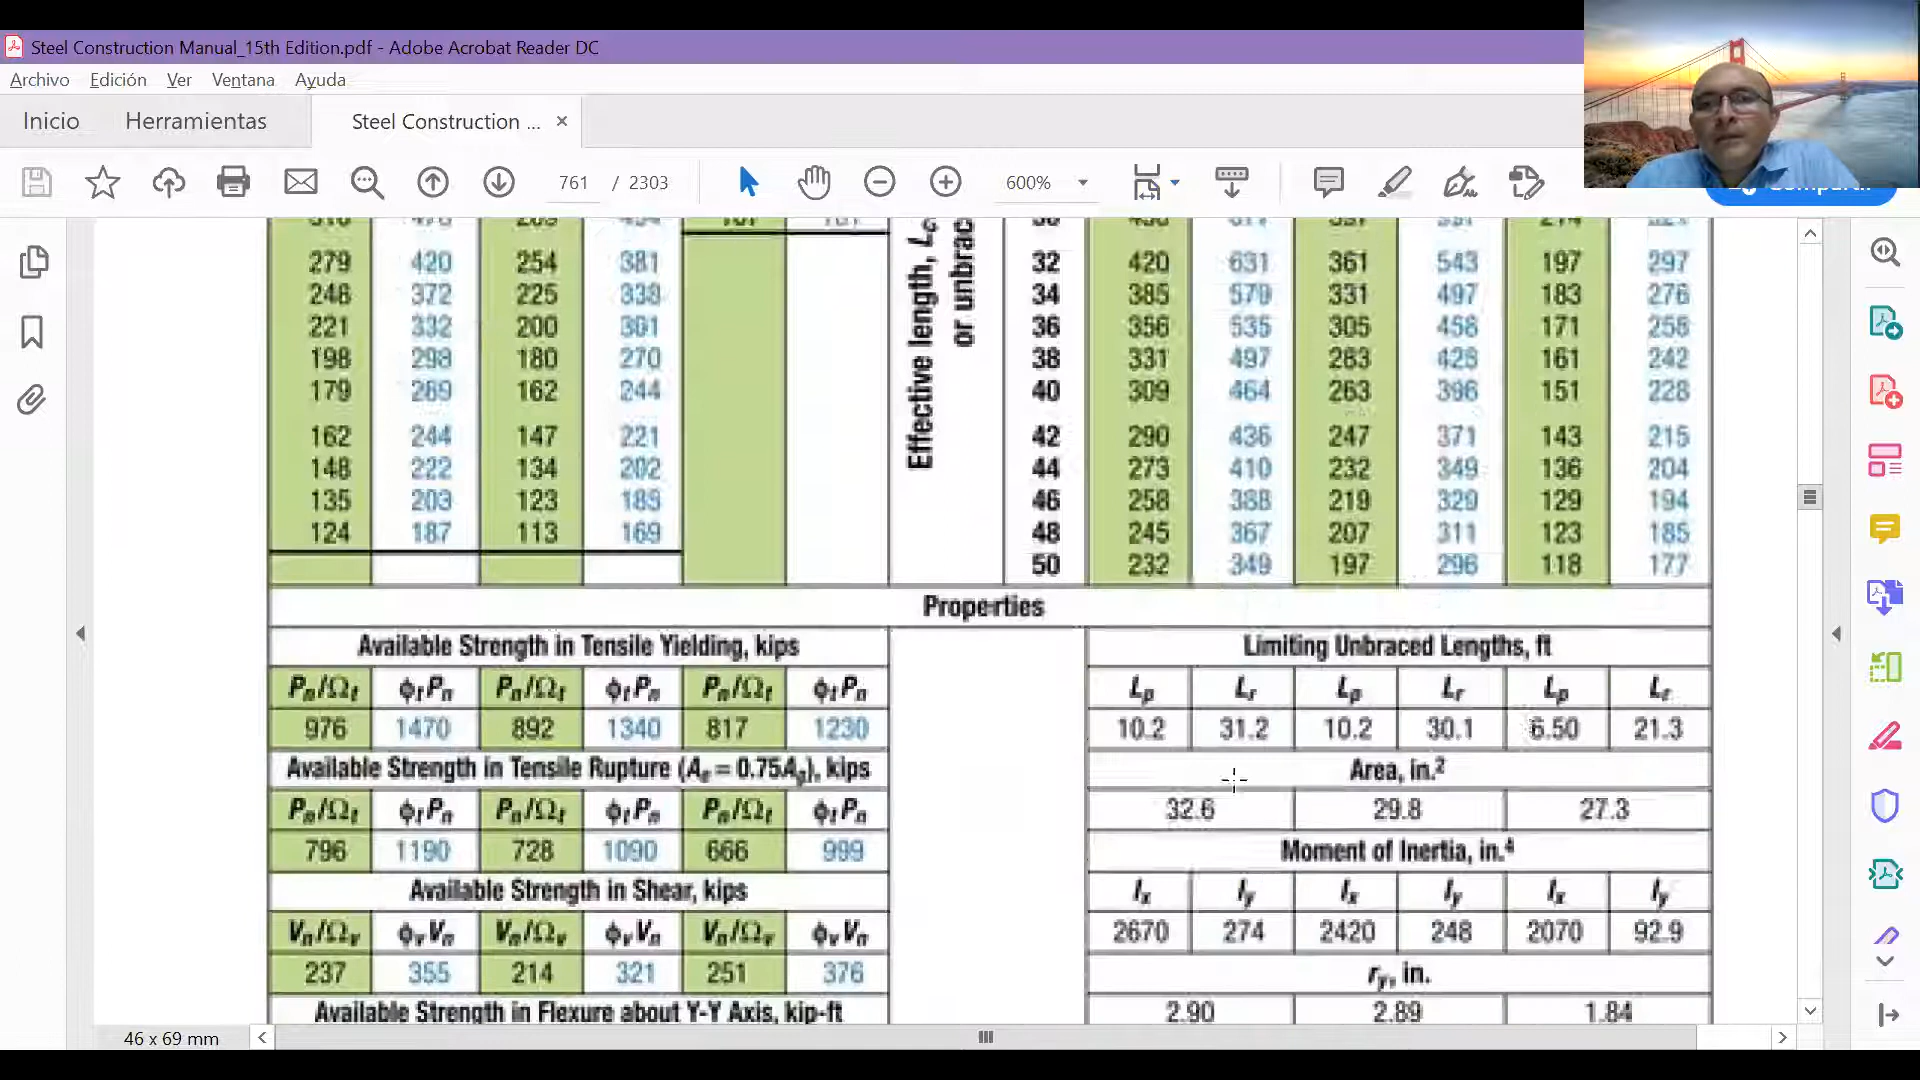 Steel Construction Manual_15th Edition.pdf - Adobe Acrobat Reader DC
Archivo Edición Ver Ventana Ayuda
Inicio Herramientas Steel Construction ... ×
761 / 2303 600%
Effective length, Lc
or unbrac
279 420 254 381 32 420 631 361 543 197 297
248 372 225 338 34 385 579 331 497 183 276
221 332 200 301 36 356 535 305 458 171 256
198 298 180 270 38 331 497 283 425 161 242
179 269 162 244 40 309 464 263 396 151 228
162 244 147 221 42 290 436 247 371 143 215
148 222 134 202 44 273 410 232 349 136 204
135 203 123 185 46 258 388 219 329 129 194
124 187 113 169 48 245 367 207 311 123 185
50 232 349 197 296 118 177
Properties
Available Strength in Tensile Yielding, kips Limiting Unbraced Lengths, ft
Pn/Ωt ϕtPn Pn/Ωt ϕtPn Pn/Ωt ϕtPn Lp Lr Lp Lr Lp Lr
976 1470 892 1340 817 1230 10.2 31.2 10.2 30.1 6.50 21.3
Available Strength in Tensile Rupture (Ae = 0.75Ag), kips Area, in.²
Pn/Ωt ϕtPn Pn/Ωt ϕtPn Pn/Ωt ϕtPn 32.6 29.8 27.3
796 1190 728 1090 666 999 Moment of Inertia, in.⁴
Available Strength in Shear, kips Ix Iy Ix Iy Ix Iy
Vn/Ωv ϕvVn Vn/Ωv ϕvVn Vn/Ωv ϕvVn 2670 274 2420 248 2070 92.9
237 355 214 321 251 376 ry, in.
Available Strength in Flexure about Y-Y Axis, kip-ft 2.90 2.89 1.84
46 x 69 mm